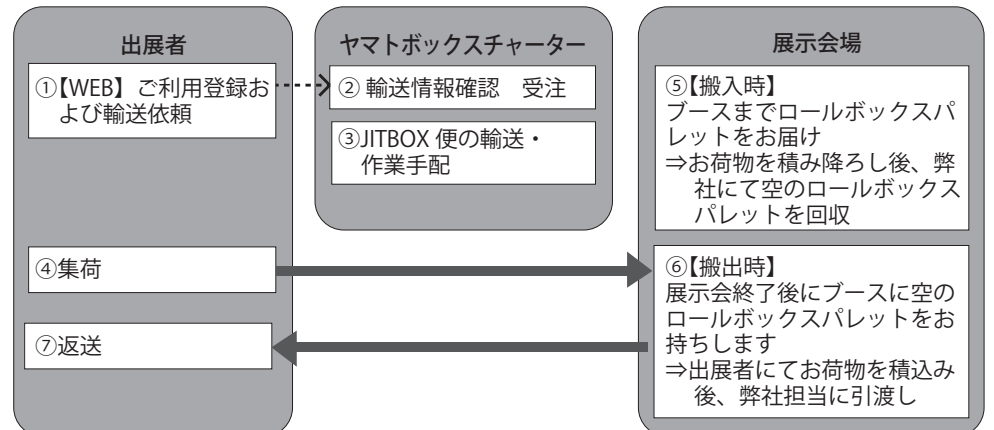 出展者
①【WEB】ご利用登録お
よび輸送依頼
④集荷
⑦返送
ヤマトボックスチャーター
② 輸送情報確認　受注
③JITBOX 便の輸送・
作業手配
展示会場
⑤【搬入時】
ブースまでロールボックスパ
レットをお届け
⇒お荷物を積み降ろし後、弊
社にて空のロールボックス
パレットを回収
⑥【搬出時】
展示会終了後にブースに空の
ロールボックスパレットをお
持ちします
⇒出展者にてお荷物を積込み
後、弊社担当に引渡し